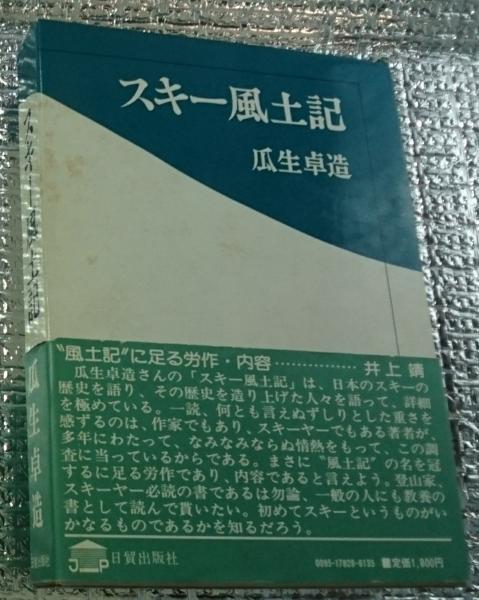 スキー風土記
瓜生卓造
スキー風土記
瓜生卓造
“風土記”に足る労作・内容……………井上靖
瓜生卓造さんの「スキー風土記」は、日本のスキーの
歴史を語り、その歴史を造り上げた人々を語って、詳細
を極めている。一読、何とも言えぬずしりとした重さを
感ずるのは、作家でもあり、スキーヤーでもある著者が、
多年にわたって、なみなみならぬ情熱をもって、この調
査に当っているからである。まさに“風土記”の名を冠
するに足る労作であり、内容であると言えよう。登山家、
スキーヤー必読の書であるは勿論、一般の人にも教養の
書として読んで貰いたい。初めてスキーというものがい
かなるものであるかを知るだろう。
JP 日貿出版社
0095-17828-6135
定価1,800円